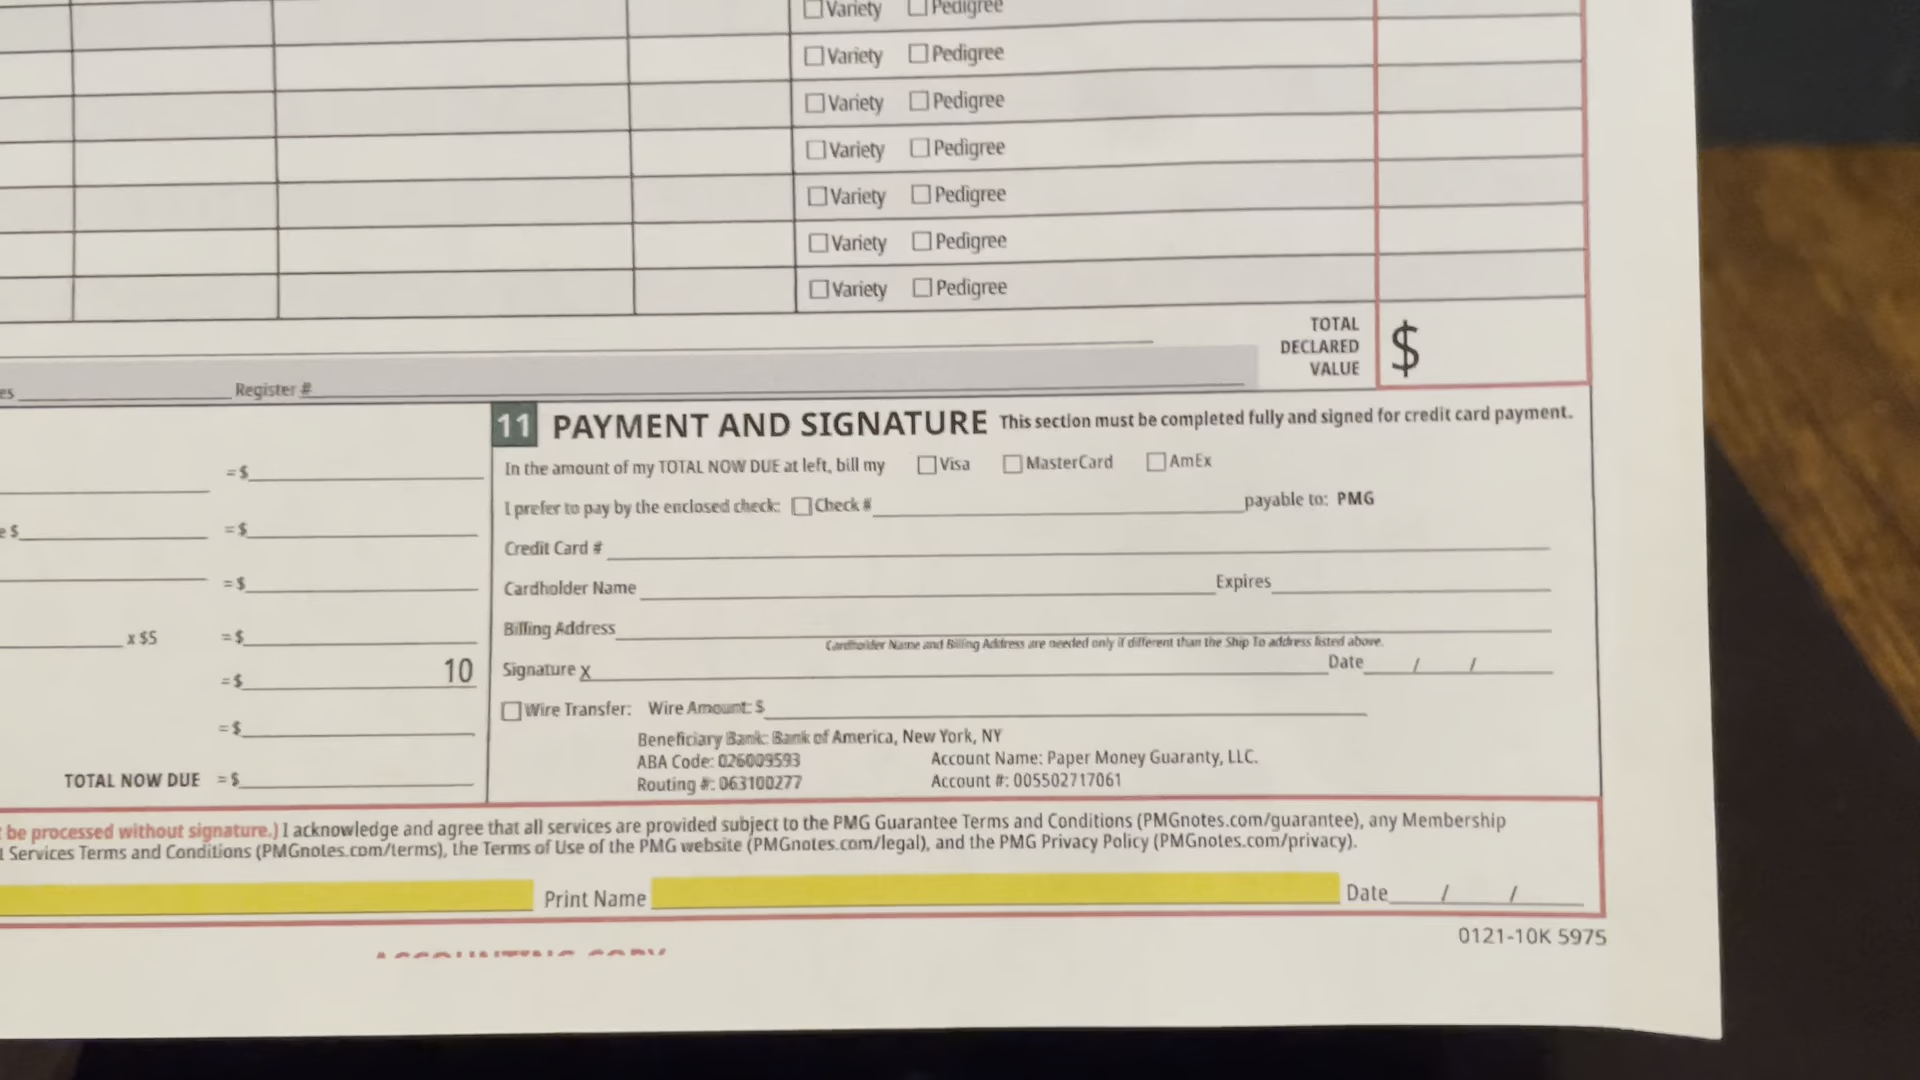 Variety Pedigree
Variety Pedigree
Variety Pedigree
Variety Pedigree
Variety Pedigree
Variety Pedigree
Variety Pedigree
TOTAL
DECLARED
VALUE
$
es Register #
11 PAYMENT AND SIGNATURE This section must be completed fully and signed for credit card payment.
= $
e $ = $
= $
x $5 = $
= $ 10
= $
TOTAL NOW DUE = $
In the amount of my TOTAL NOW DUE at left, bill my Visa MasterCard AmEx
I prefer to pay by the enclosed check: Check # payable to: PMG
Credit Card #
Cardholder Name Expires
Billing Address
Cardholder Name and Billing Address are needed only if different than the Ship To address listed above.
Signature X Date / /
Wire Transfer: Wire Amount: $
Beneficiary Bank: Bank of America, New York, NY
ABA Code: 026009593 Account Name: Paper Money Guaranty, LLC.
Routing #: 063100277 Account #: 005502717061
be processed without signature.) I acknowledge and agree that all services are provided subject to the PMG Guarantee Terms and Conditions (PMGnotes.com/guarantee), any Membership
Services Terms and Conditions (PMGnotes.com/terms), the Terms of Use of the PMG website (PMGnotes.com/legal), and the PMG Privacy Policy (PMGnotes.com/privacy).
Print Name Date / /
0121-10K 5975
ACCOUNTING COPY